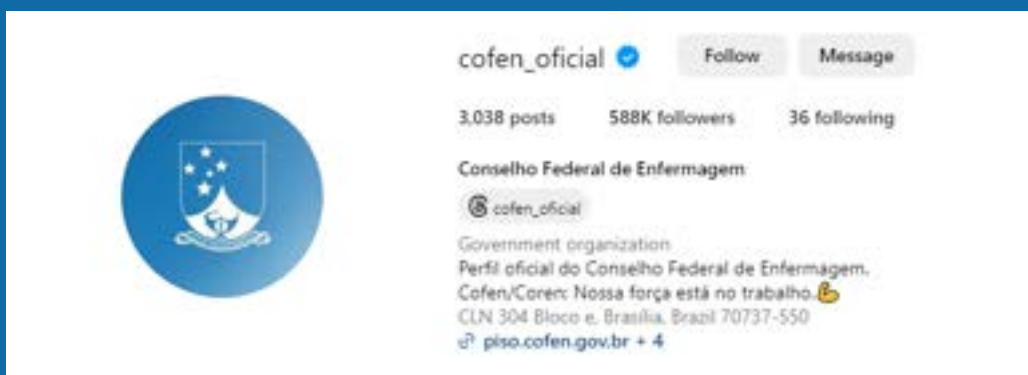 cofen_oficial Follow Message
3,038 posts 588K followers 36 following
Conselho Federal de Enfermagem
cofen_oficial
Government organization
Perfil oficial do Conselho Federal de Enfermagem.
Cofen/Coren: Nossa força está no trabalho.💪
CLN 304 Bloco e, Brasília, Brazil 70737-550
piso.cofen.gov.br + 4